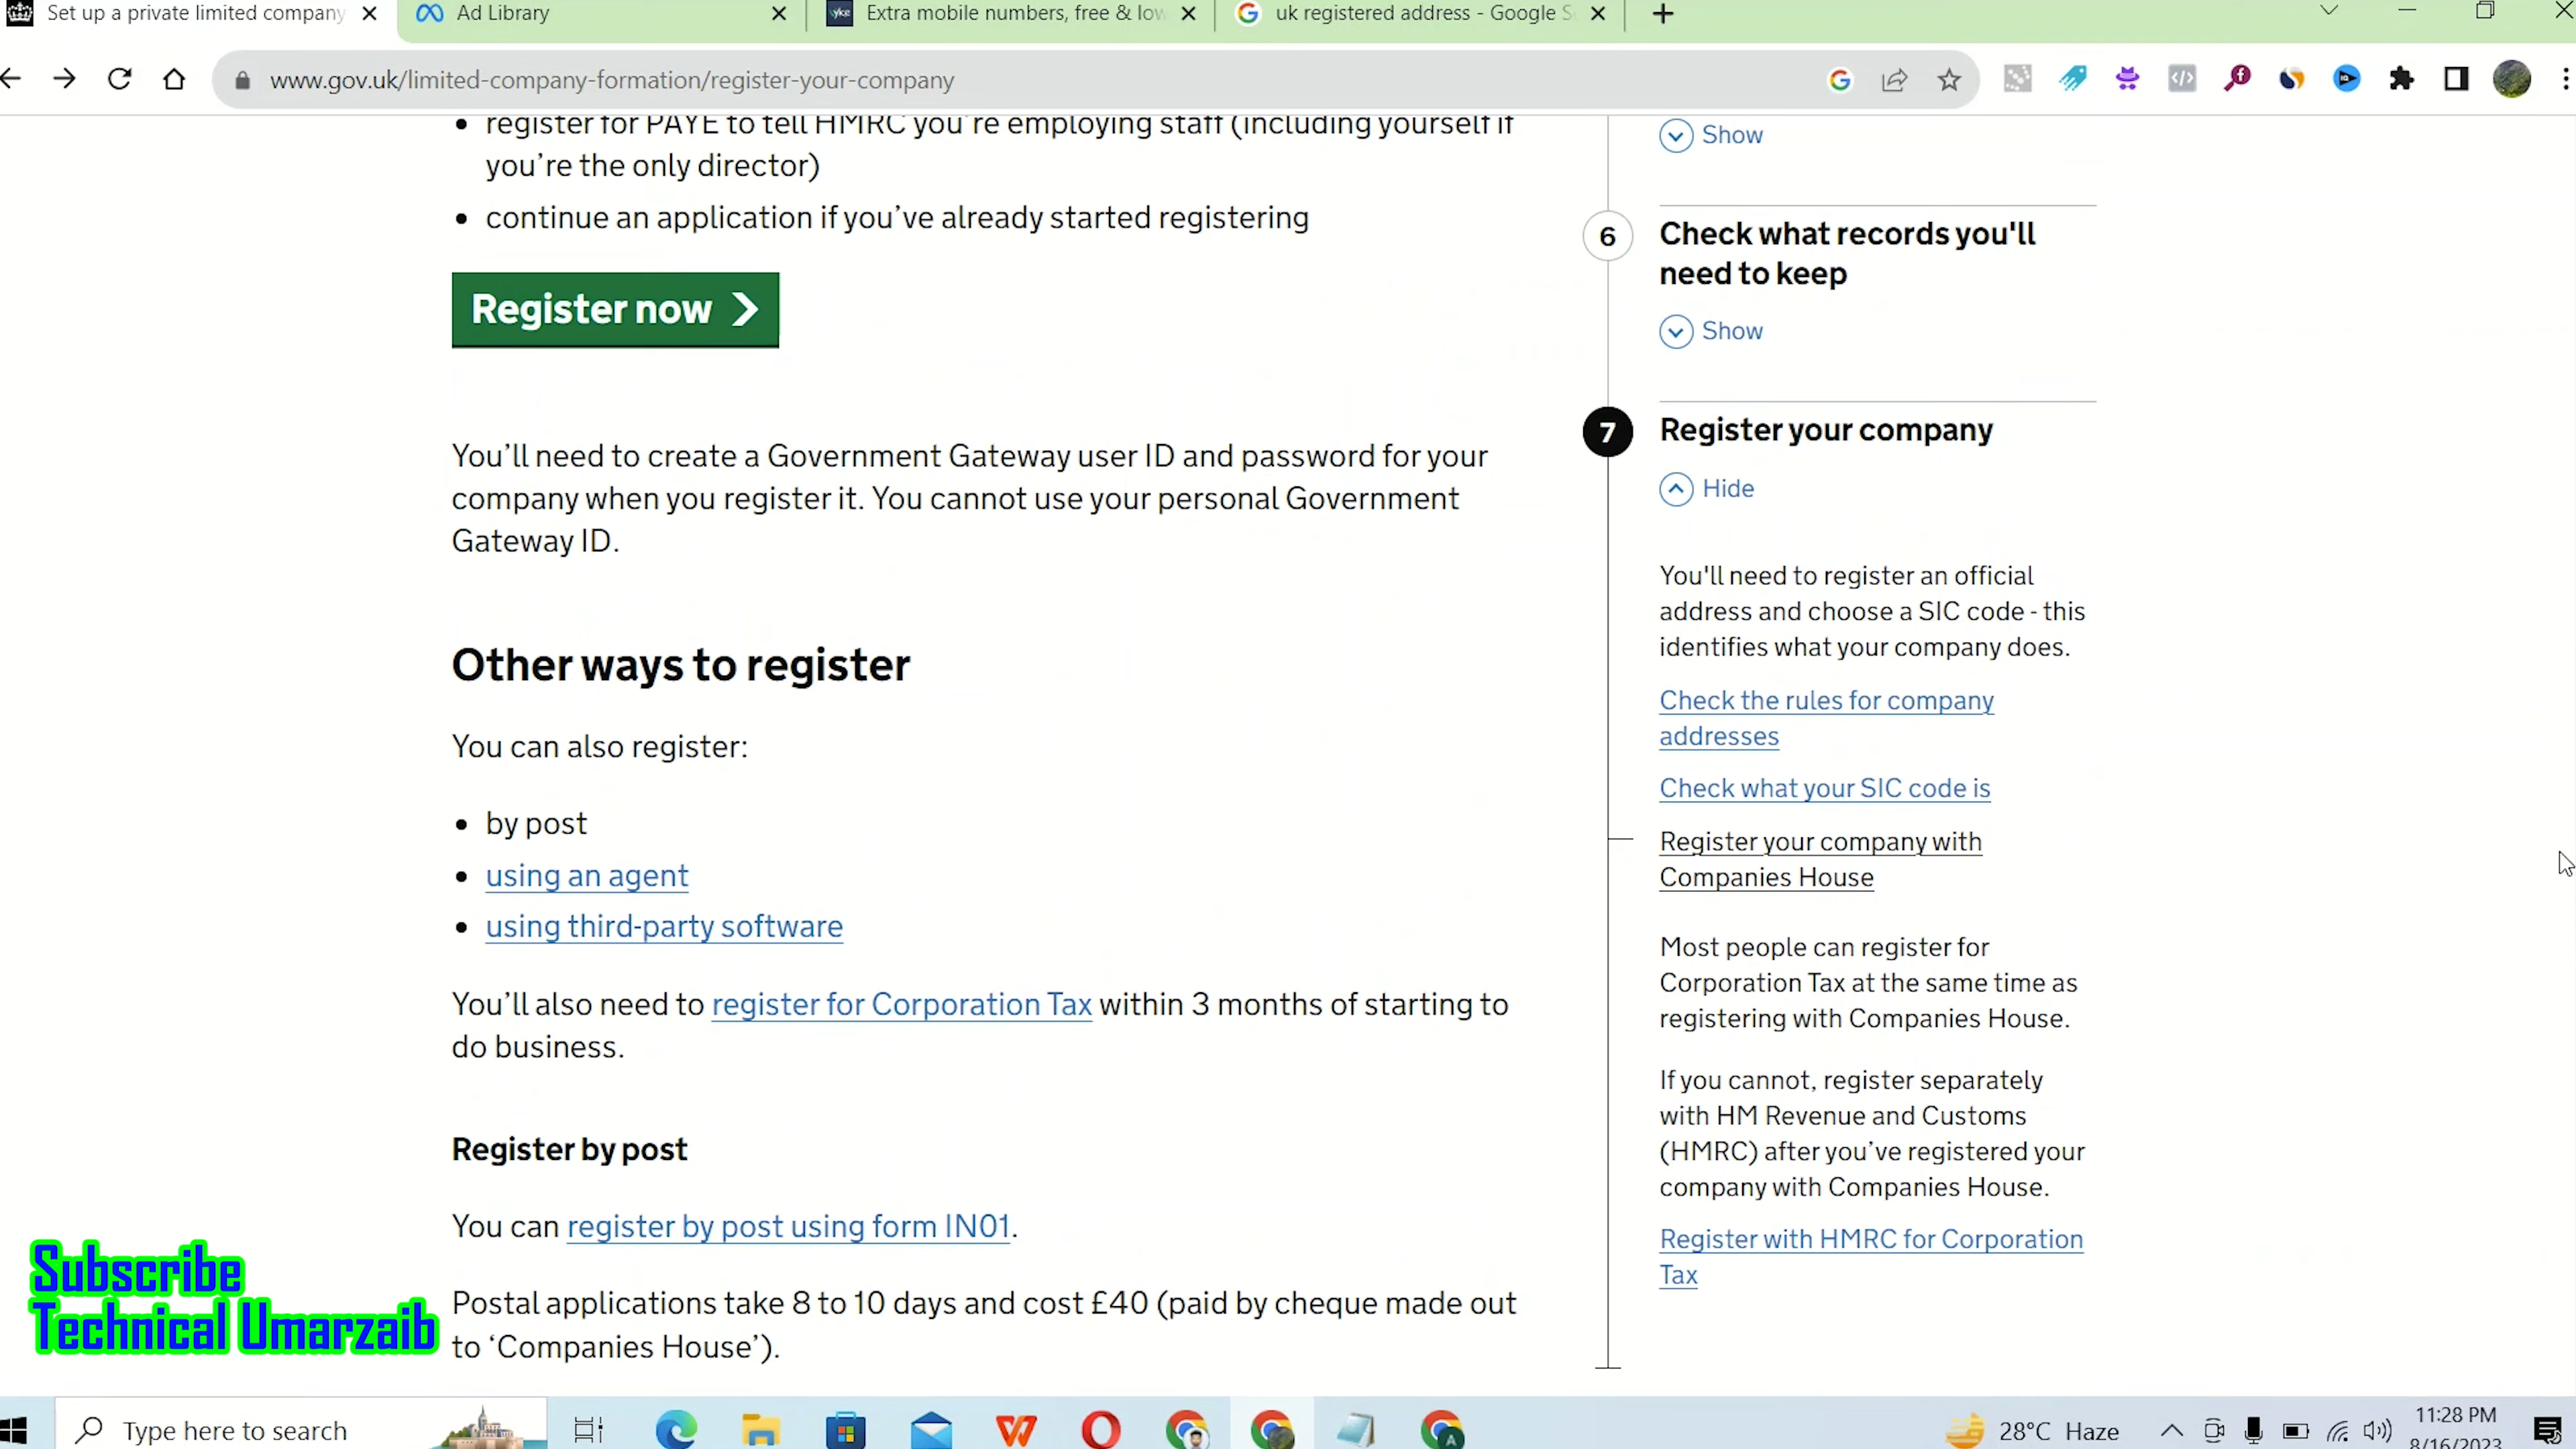 Set up a private limited company
Ad Library
Extra mobile numbers, free & low
uk registered address - Google S
www.gov.uk/limited-company-formation/register-your-company
register for PAYE to tell HMRC you're employing staff (including yourself if
you're the only director)
continue an application if you've already started registering
Register now
You'll need to create a Government Gateway user ID and password for your
company when you register it. You cannot use your personal Government
Gateway ID.
Other ways to register
You can also register:
by post
using an agent
using third-party software
You'll also need to register for Corporation Tax within 3 months of starting to
do business.
Register by post
You can register by post using form IN01.
Postal applications take 8 to 10 days and cost £40 (paid by cheque made out
to ‘Companies House’).
Show
6
Check what records you'll
need to keep
Show
7
Register your company
Hide
You'll need to register an official
address and choose a SIC code - this
identifies what your company does.
Check the rules for company
addresses
Check what your SIC code is
Register your company with
Companies House
Most people can register for
Corporation Tax at the same time as
registering with Companies House.
If you cannot, register separately
with HM Revenue and Customs
(HMRC) after you've registered your
company with Companies House.
Register with HMRC for Corporation
Tax
Subscribe
Technical Umarzaib
Type here to search
28°C Haze
11:28 PM
8/16/2023